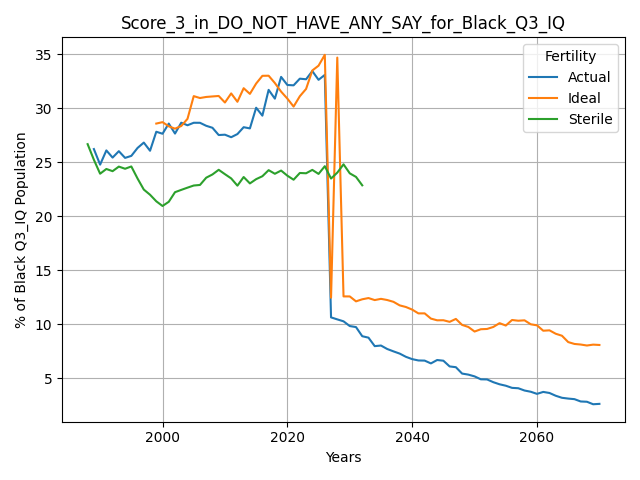 Score_3_in_DO_NOT_HAVE_ANY_SAY_for_Black_Q3_IQ
% of Black Q3_IQ Population
35
30
25
20
15
10
5
Fertility
Actual
Ideal
Sterile
2000 2020 2040 2060
Years